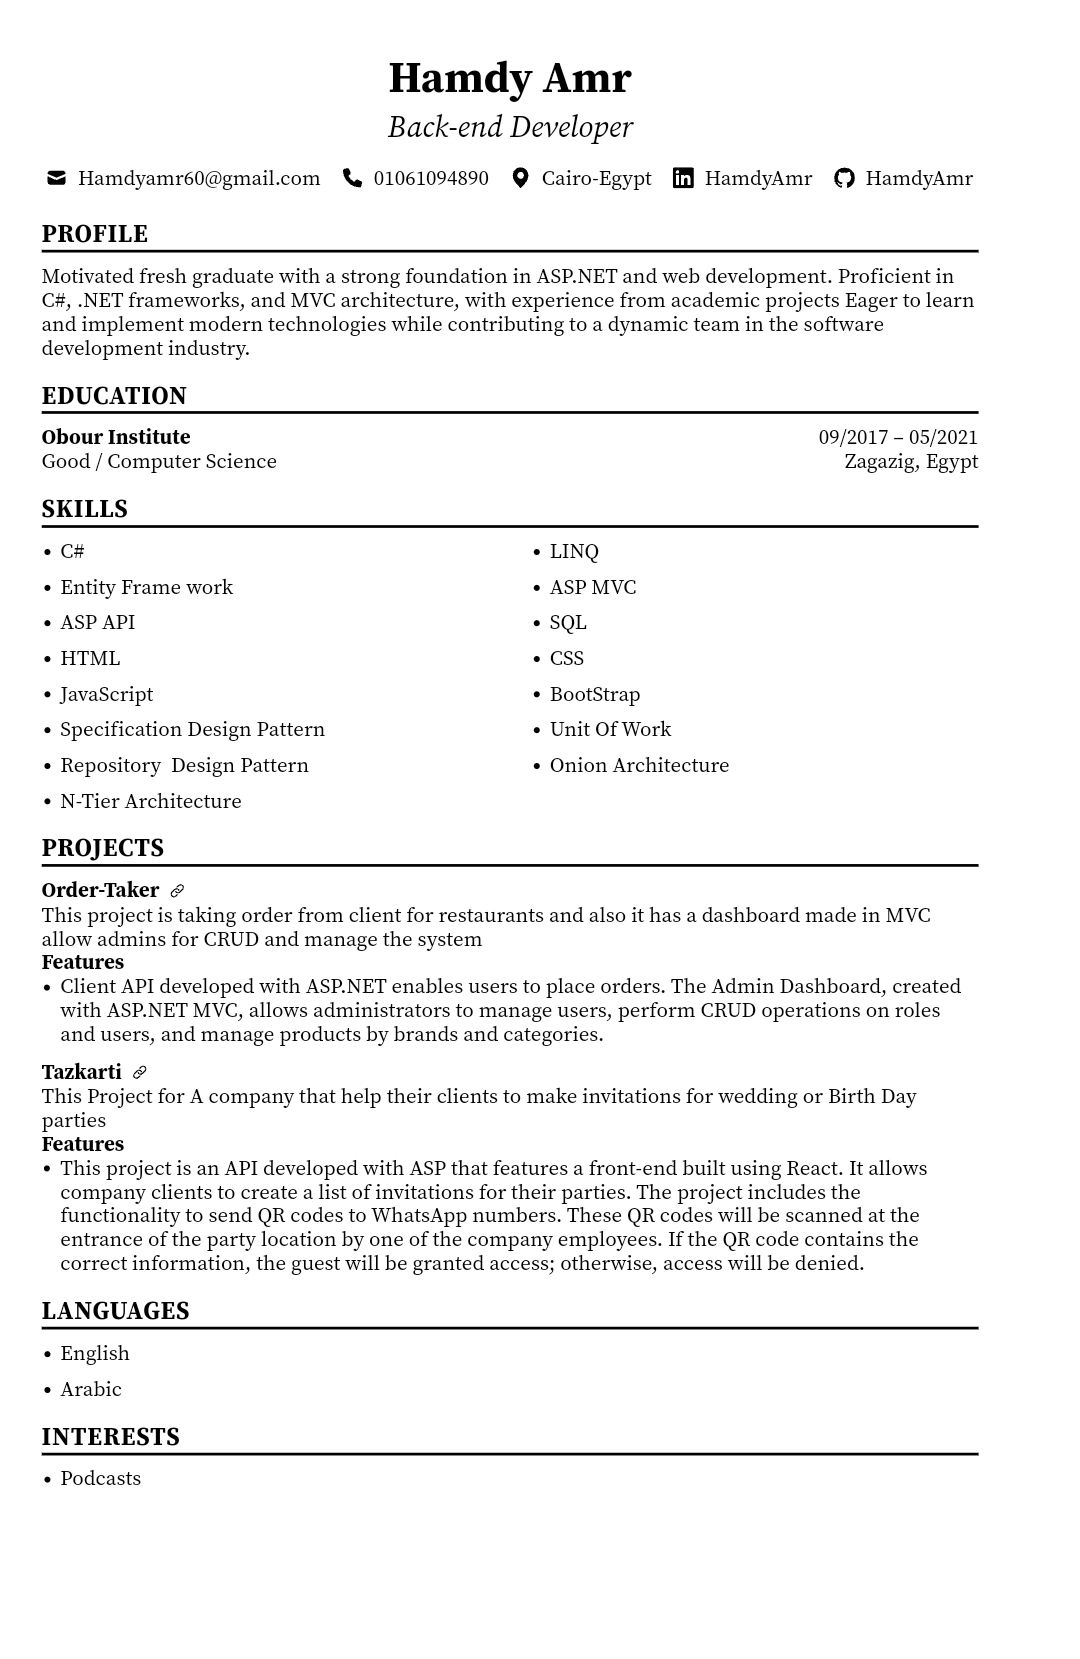 Hamdy Amr
Back-end Developer
Hamdyamr60@gmail.com 01061094890 Cairo-Egypt HamdyAmr HamdyAmr
PROFILE
Motivated fresh graduate with a strong foundation in ASP.NET and web development. Proficient in
C#, .NET frameworks, and MVC architecture, with experience from academic projects Eager to learn
and implement modern technologies while contributing to a dynamic team in the software
development industry.
EDUCATION
Obour Institute 09/2017 – 05/2021
Good / Computer Science Zagazig, Egypt
SKILLS
• C# • LINQ
• Entity Frame work • ASP MVC
• ASP API • SQL
• HTML • CSS
• JavaScript • BootStrap
• Specification Design Pattern • Unit Of Work
• Repository  Design Pattern • Onion Architecture
• N-Tier Architecture
PROJECTS
Order-Taker
This project is taking order from client for restaurants and also it has a dashboard made in MVC
allow admins for CRUD and manage the system
Features
• Client API developed with ASP.NET enables users to place orders. The Admin Dashboard, created
with ASP.NET MVC, allows administrators to manage users, perform CRUD operations on roles
and users, and manage products by brands and categories.
Tazkarti
This Project for A company that help their clients to make invitations for wedding or Birth Day
parties
Features
• This project is an API developed with ASP that features a front-end built using React. It allows
company clients to create a list of invitations for their parties. The project includes the
functionality to send QR codes to WhatsApp numbers. These QR codes will be scanned at the
entrance of the party location by one of the company employees. If the QR code contains the
correct information, the guest will be granted access; otherwise, access will be denied.
LANGUAGES
• English
• Arabic
INTERESTS
• Podcasts